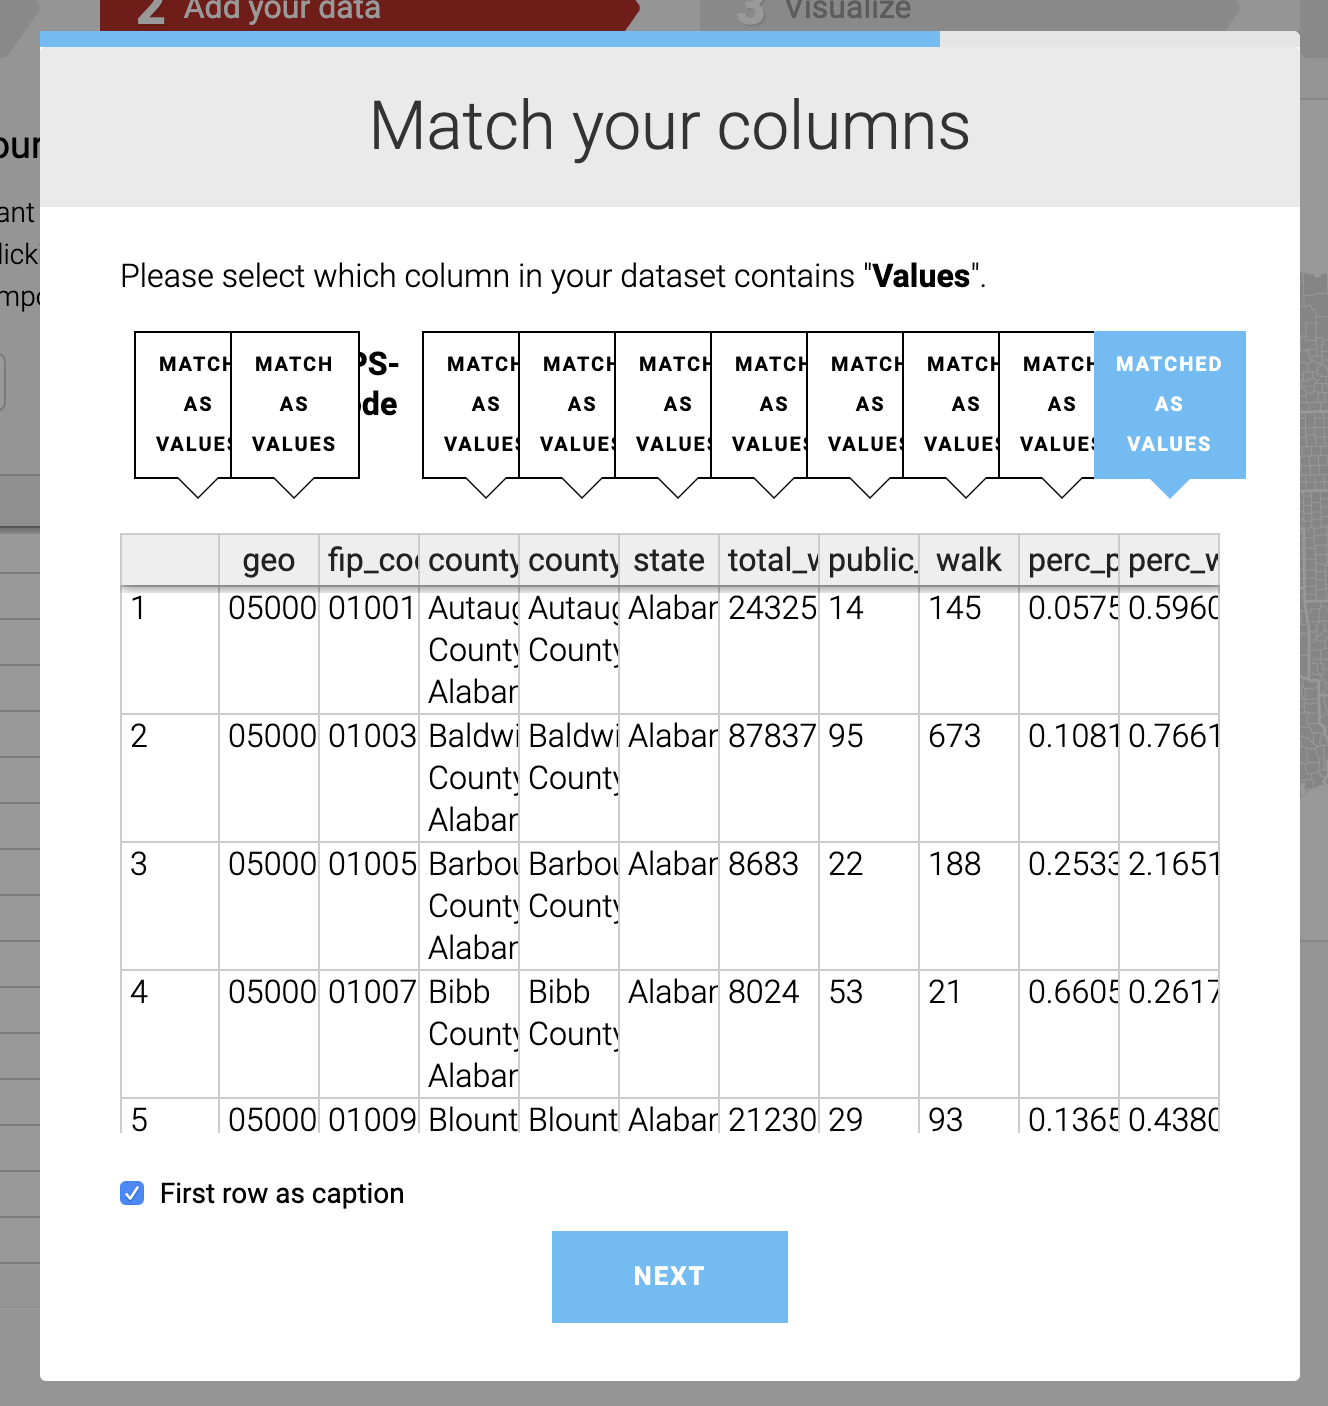 2 Add your data
3 Visualize
Match your columns
Please select which column in your dataset contains "Values".
MATCH AS VALUES
MATCH AS VALUES
MATCH AS VALUES
MATCH AS VALUES
MATCH AS VALUES
MATCH AS VALUES
MATCH AS VALUES
MATCH AS VALUES
MATCH AS VALUES
MATCHED AS VALUES
geo fip_co county county state total_w public_ walk perc_p perc_w
1 05000 01001 Autaug Autaug Alabar 24325 14 145 0.0575 0.5960
County County
Alabar
2 05000 01003 Baldwi Baldwi Alabar 87837 95 673 0.1081 0.7661
County County
Alabar
3 05000 01005 Barbou Barbou Alabar 8683 22 188 0.2533 2.1651
County County
Alabar
4 05000 01007 Bibb Bibb Alabar 8024 53 21 0.6605 0.2617
County County
Alabar
5 05000 01009 Blount Blount Alabar 21230 29 93 0.1365 0.4380
First row as caption
NEXT